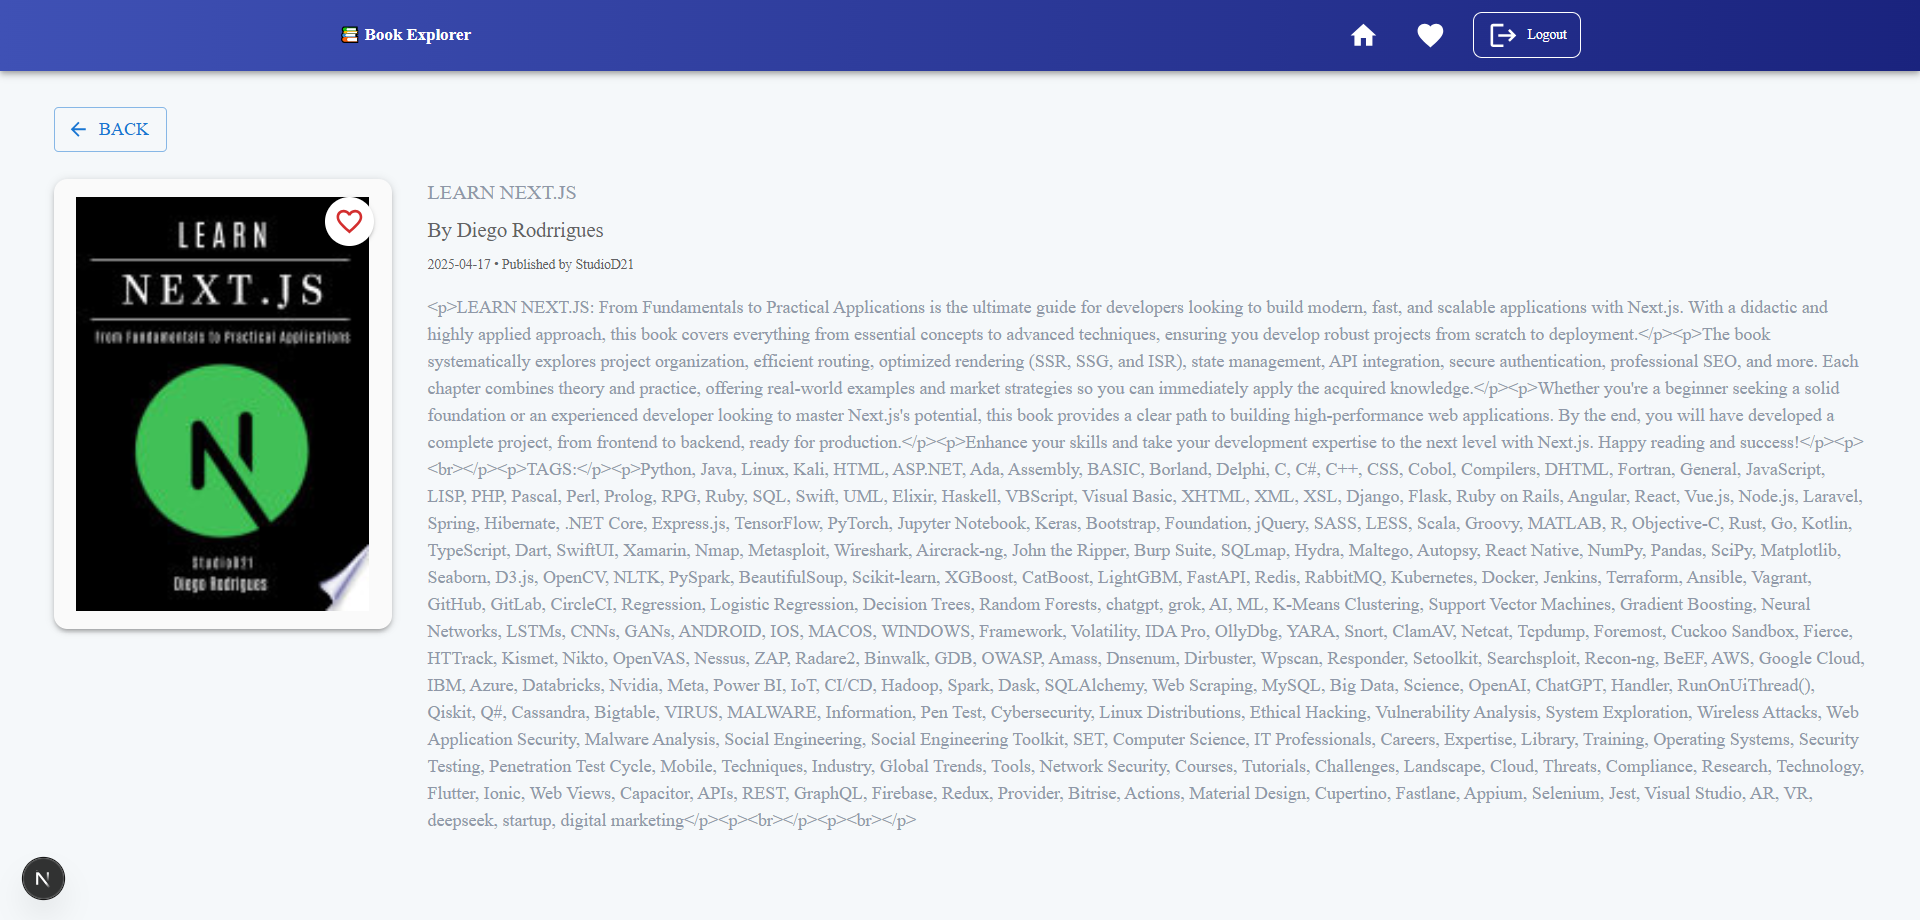 Book Explorer
Logout
BACK
LEARN
NEXT.JS
From Fundamentals to Practical Applications
N
StudioD21
Diego Rodrigues
LEARN NEXT.JS
By Diego Rodrrigues
2025-04-17 • Published by StudioD21
<p>LEARN NEXT.JS: From Fundamentals to Practical Applications is the ultimate guide for developers looking to build modern, fast, and scalable applications with Next.js. With a didactic and
highly applied approach, this book covers everything from essential concepts to advanced techniques, ensuring you develop robust projects from scratch to deployment.</p><p>The book
systematically explores project organization, efficient routing, optimized rendering (SSR, SSG, and ISR), state management, API integration, secure authentication, professional SEO, and more. Each
chapter combines theory and practice, offering real-world examples and market strategies so you can immediately apply the acquired knowledge.</p><p>Whether you're a beginner seeking a solid
foundation or an experienced developer looking to master Next.js's potential, this book provides a clear path to building high-performance web applications. By the end, you will have developed a
complete project, from frontend to backend, ready for production.</p><p>Enhance your skills and take your development expertise to the next level with Next.js. Happy reading and success!</p><p>
<br></p><p>TAGS:</p><p>Python, Java, Linux, Kali, HTML, ASP.NET, Ada, Assembly, BASIC, Borland, Delphi, C, C#, C++, CSS, Cobol, Compilers, DHTML, Fortran, General, JavaScript,
LISP, PHP, Pascal, Perl, Prolog, RPG, Ruby, SQL, Swift, UML, Elixir, Haskell, VBScript, Visual Basic, XHTML, XML, XSL, Django, Flask, Ruby on Rails, Angular, React, Vue.js, Node.js, Laravel,
Spring, Hibernate, .NET Core, Express.js, TensorFlow, PyTorch, Jupyter Notebook, Keras, Bootstrap, Foundation, jQuery, SASS, LESS, Scala, Groovy, MATLAB, R, Objective-C, Rust, Go, Kotlin,
TypeScript, Dart, SwiftUI, Xamarin, Nmap, Metasploit, Wireshark, Aircrack-ng, John the Ripper, Burp Suite, SQLmap, Hydra, Maltego, Autopsy, React Native, NumPy, Pandas, SciPy, Matplotlib,
Seaborn, D3.js, OpenCV, NLTK, PySpark, BeautifulSoup, Scikit-learn, XGBoost, CatBoost, LightGBM, FastAPI, Redis, RabbitMQ, Kubernetes, Docker, Jenkins, Terraform, Ansible, Vagrant,
GitHub, GitLab, CircleCI, Regression, Logistic Regression, Decision Trees, Random Forests, chatgpt, grok, AI, ML, K-Means Clustering, Support Vector Machines, Gradient Boosting, Neural
Networks, LSTMs, CNNs, GANs, ANDROID, IOS, MACOS, WINDOWS, Framework, Volatility, IDA Pro, OllyDbg, YARA, Snort, ClamAV, Netcat, Tcpdump, Foremost, Cuckoo Sandbox, Fierce,
HTTrack, Kismet, Nikto, OpenVAS, Nessus, ZAP, Radare2, Binwalk, GDB, OWASP, Amass, Dnsenum, Dirbuster, Wpscan, Responder, Setoolkit, Searchsploit, Recon-ng, BeEF, AWS, Google Cloud,
IBM, Azure, Databricks, Nvidia, Meta, Power BI, IoT, CI/CD, Hadoop, Spark, Dask, SQLAlchemy, Web Scraping, MySQL, Big Data, Science, OpenAI, ChatGPT, Handler, RunOnUiThread(),
Qiskit, Q#, Cassandra, Bigtable, VIRUS, MALWARE, Information, Pen Test, Cybersecurity, Linux Distributions, Ethical Hacking, Vulnerability Analysis, System Exploration, Wireless Attacks, Web
Application Security, Malware Analysis, Social Engineering, Social Engineering Toolkit, SET, Computer Science, IT Professionals, Careers, Expertise, Library, Training, Operating Systems, Security
Testing, Penetration Test Cycle, Mobile, Techniques, Industry, Global Trends, Tools, Network Security, Courses, Tutorials, Challenges, Landscape, Cloud, Threats, Compliance, Research, Technology,
Flutter, Ionic, Web Views, Capacitor, APIs, REST, GraphQL, Firebase, Redux, Provider, Bitrise, Actions, Material Design, Cupertino, Fastlane, Appium, Selenium, Jest, Visual Studio, AR, VR,
deepseek, startup, digital marketing</p><p><br></p><p><br></p>
N